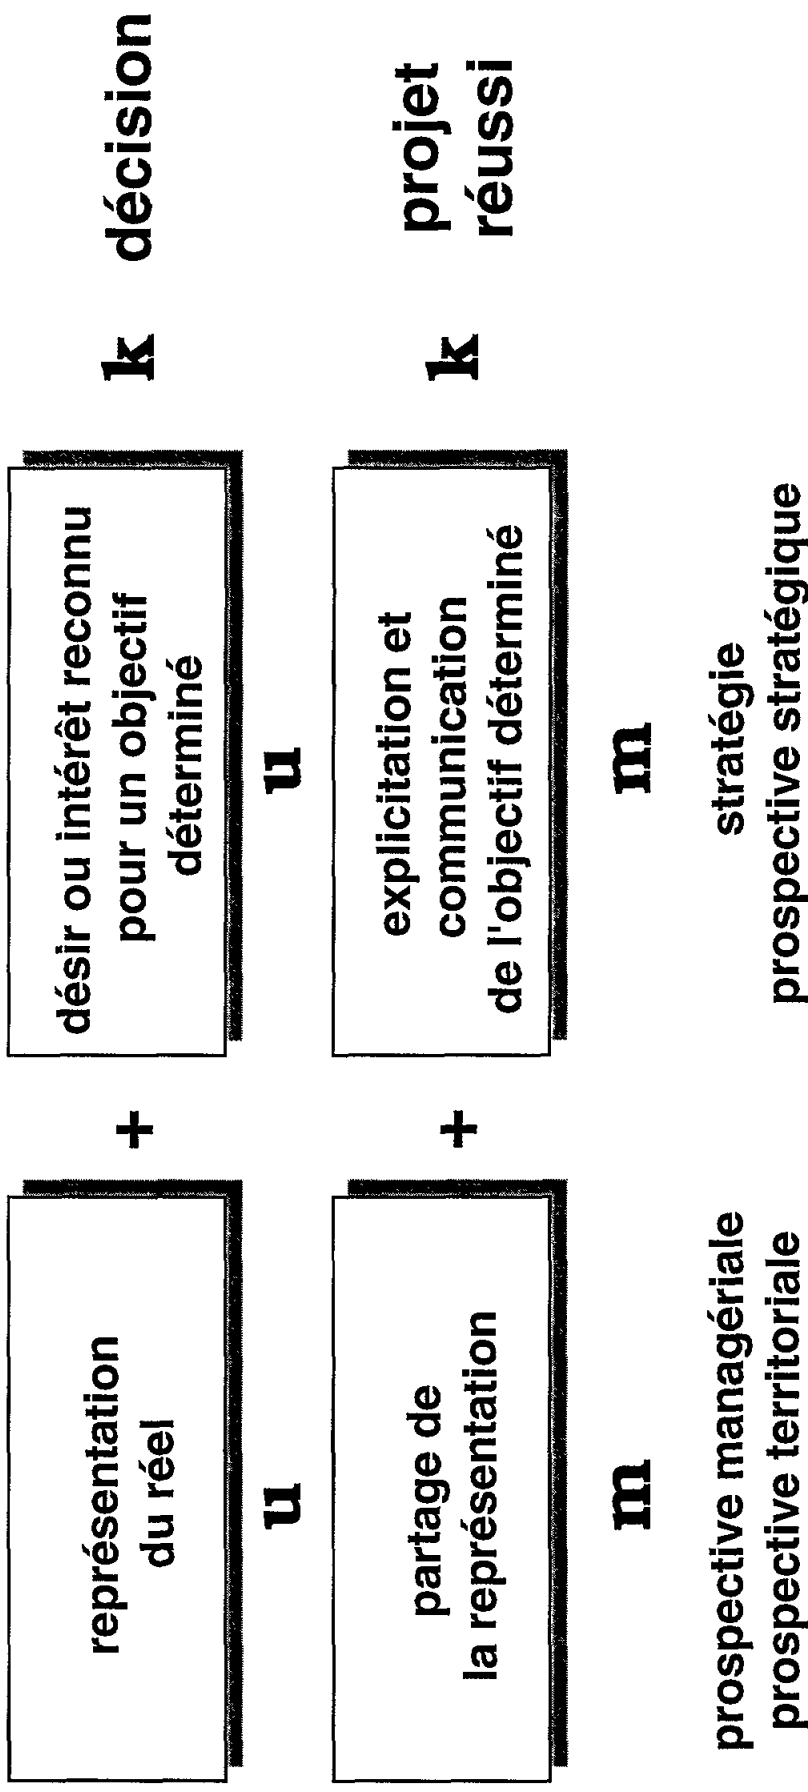 représentation
du réel
+
désir ou intérêt reconnu
pour un objectif
déterminé
k
décision
u
u
partage de
la représentation
+
explicitation et
communication
de l'objectif déterminé
k
projet
réussi
m
m
prospective managériale
prospective territoriale
stratégie
prospective stratégique